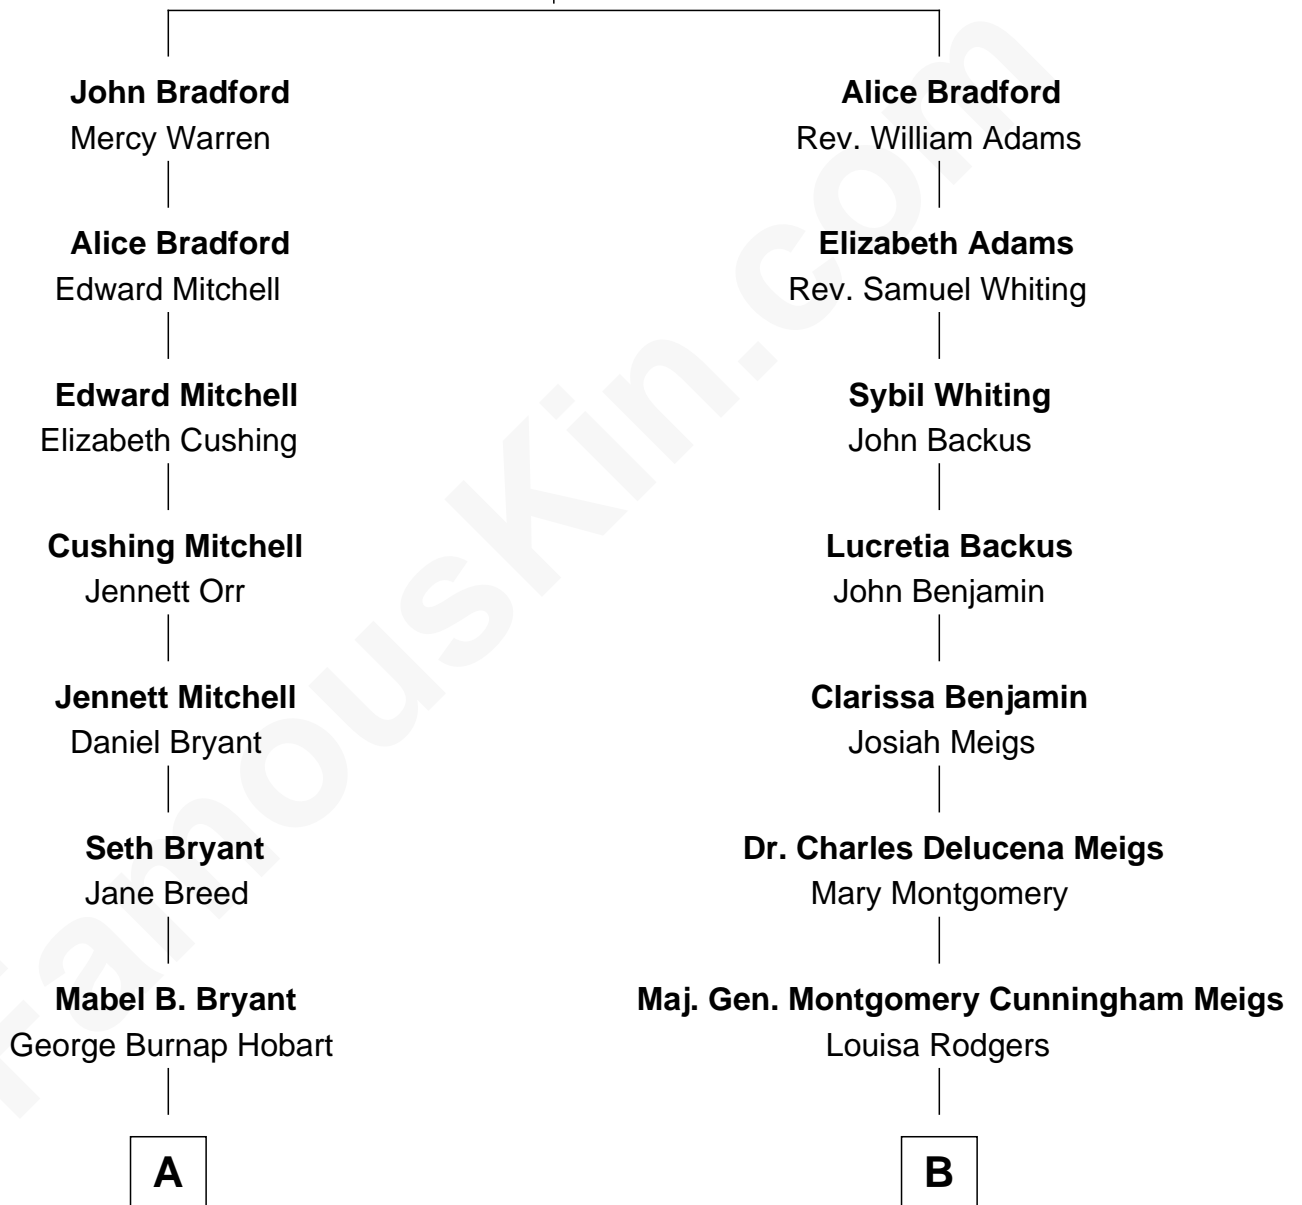 John Bradford
Mercy Warren
Alice Bradford
Edward Mitchell
Edward Mitchell
Elizabeth Cushing
Cushing Mitchell
Jennett Orr
Jennett Mitchell
Daniel Bryant
Seth Bryant
Jane Breed
Mabel B. Bryant
George Burnap Hobart
A
Alice Bradford
Rev. William Adams
Elizabeth Adams
Rev. Samuel Whiting
Sybil Whiting
John Backus
Lucretia Backus
John Benjamin
Clarissa Benjamin
Josiah Meigs
Dr. Charles Delucena Meigs
Mary Montgomery
Maj. Gen. Montgomery Cunningham Meigs
Louisa Rodgers
B
FamousKin.com